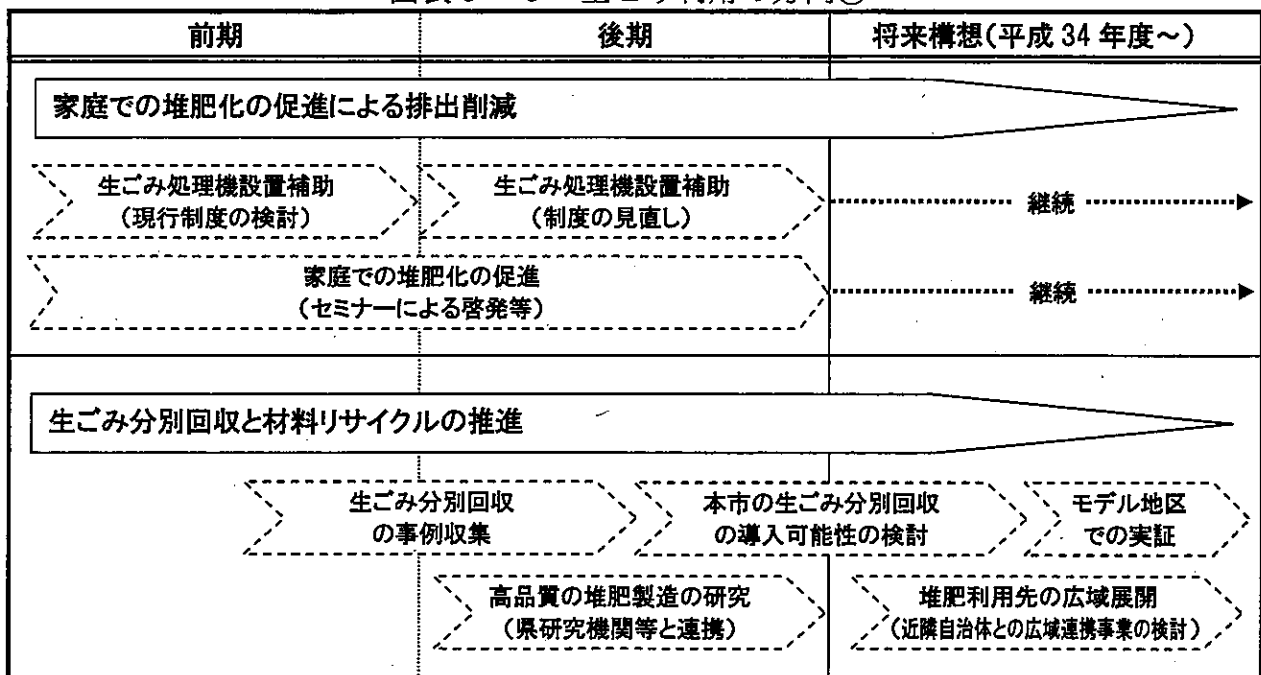 前期 後期 将来構想(平成 34 年度～)
家庭での堆肥化の促進による排出削減
生ごみ処理機設置補助
(現行制度の検討)
生ごみ処理機設置補助
(制度の見直し)
継続
家庭での堆肥化の促進
(セミナーによる啓発等)
継続
生ごみ分別回収と材料リサイクルの推進
生ごみ分別回収
の事例収集
本市の生ごみ分別回収
の導入可能性の検討
モデル地区
での実証
高品質の堆肥製造の研究
(県研究機関等と連携)
堆肥利用先の広域展開
(近隣自治体との広域連携事業の検討)